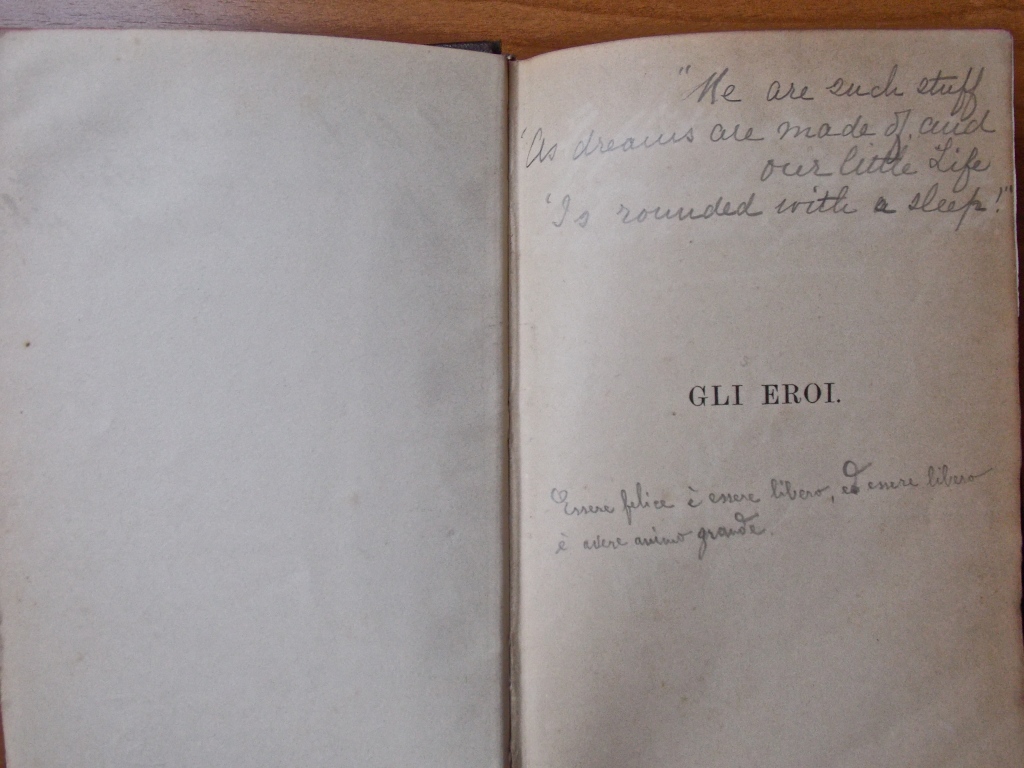 "We are such stuff
'As dreams are made of, and
our little Life
'Is rounded with a sleep!"
GLI EROI.
Essere felice è essere libero, ed essere libero
è avere animo grande.